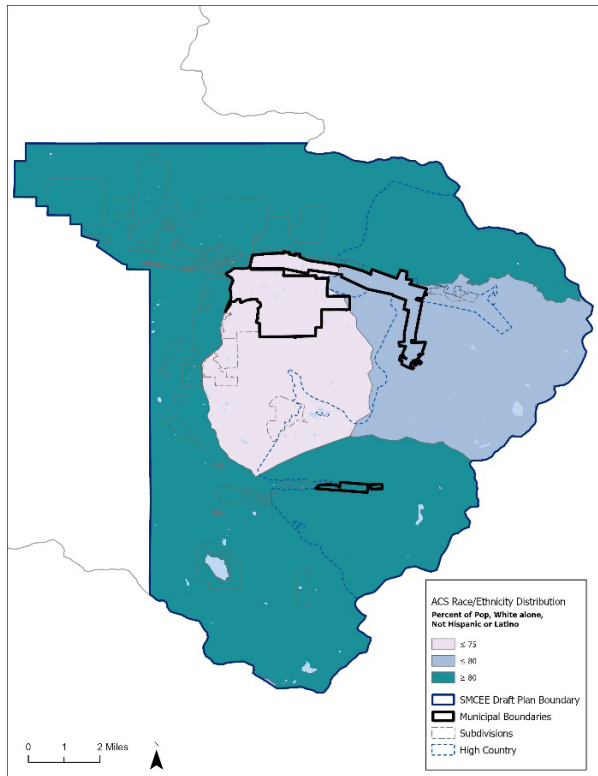 ACS Race/Ethnicity Distribution
Percent of Pop, White alone,
Not Hispanic or Latino
≤ 75
≤ 80
≥ 80
SMCEE Draft Plan Boundary
Municipal Boundaries
Subdivisions
High Country
0 1 2 Miles
N